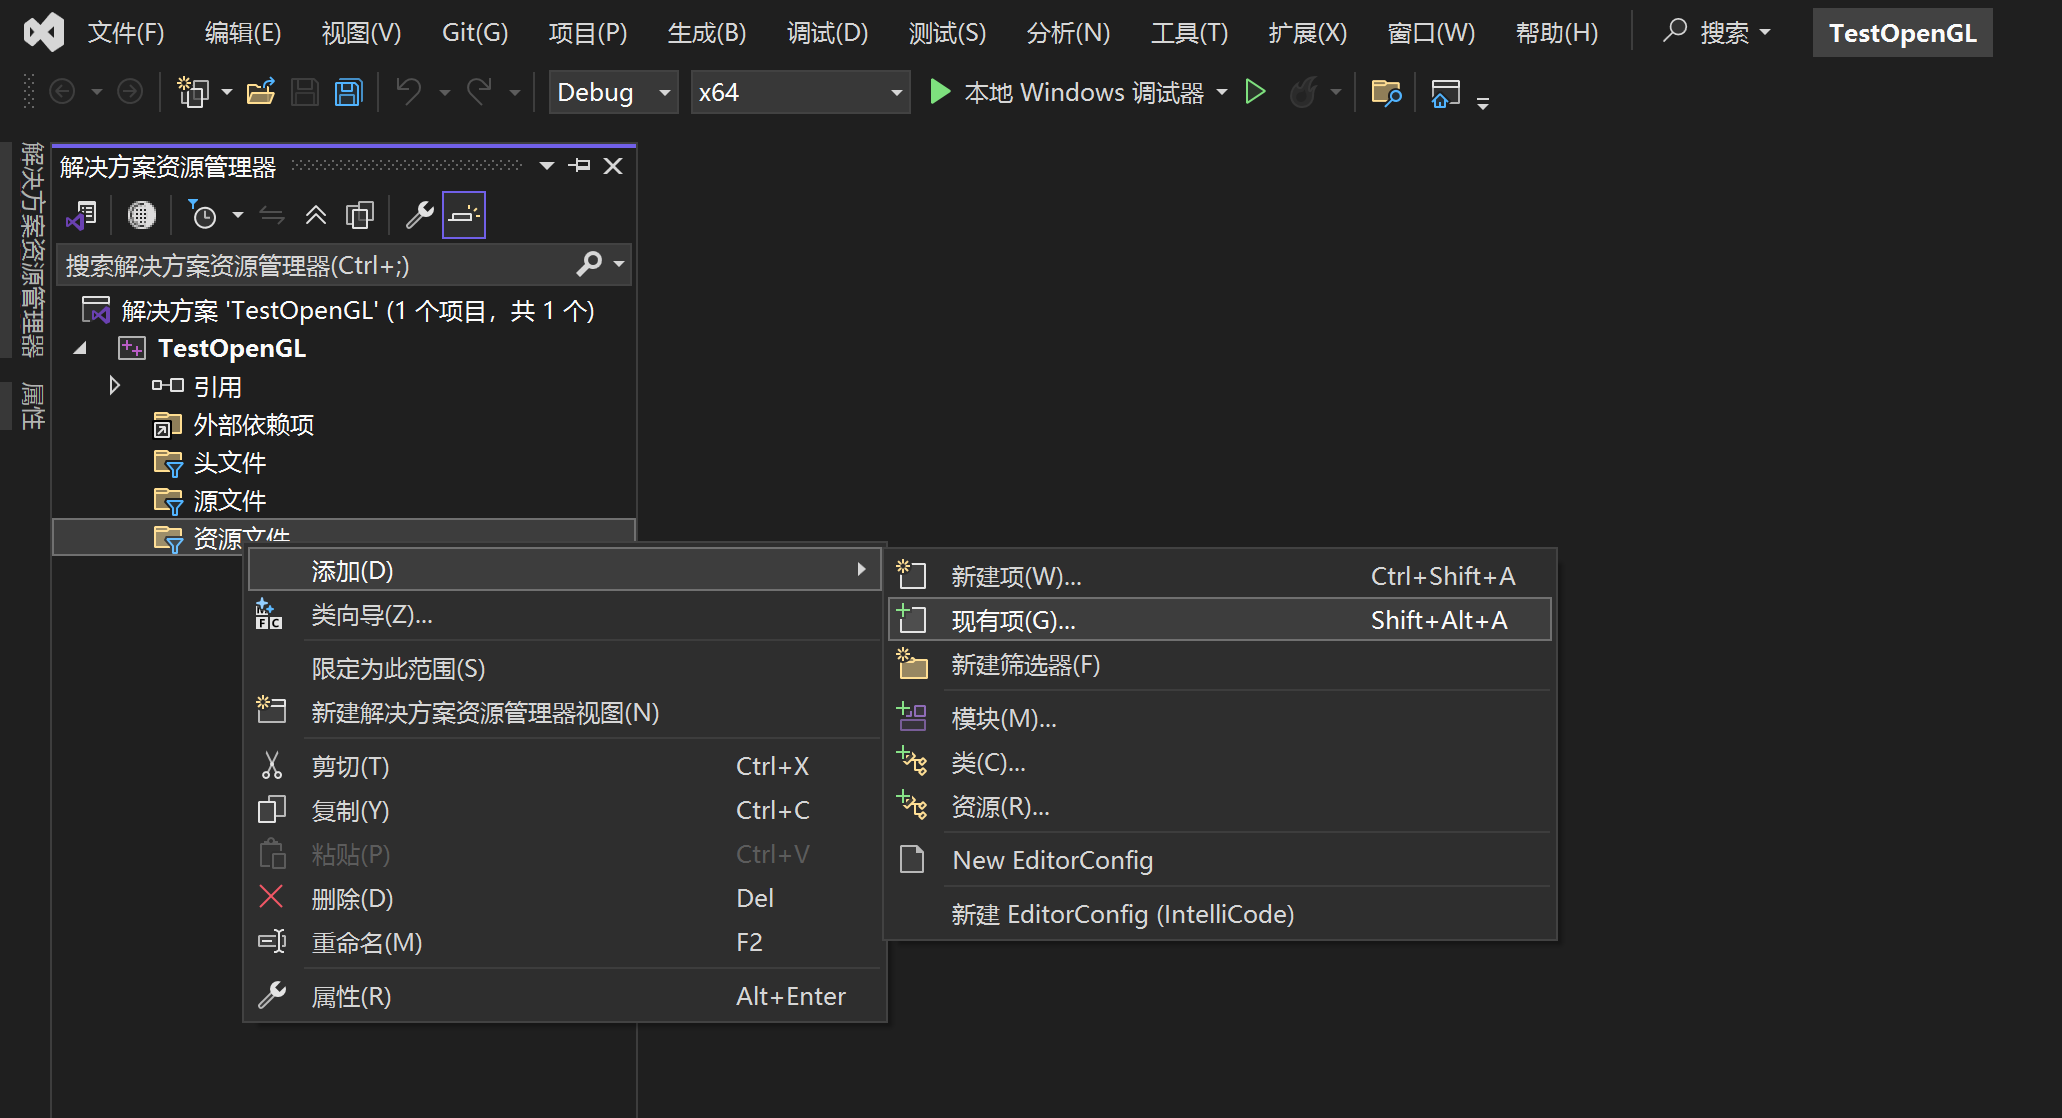 文件(F) 编辑(E) 视图(V) Git(G) 项目(P) 生成(B) 调试(D) 测试(S) 分析(N) 工具(T) 扩展(X) 窗口(W) 帮助(H) 搜索 TestOpenGL
Debug x64 本地 Windows 调试器
解决方案资源管理器
属性
解决方案资源管理器
搜索解决方案资源管理器(Ctrl+;)
解决方案 'TestOpenGL' (1 个项目，共 1 个)
TestOpenGL
引用
外部依赖项
头文件
源文件
资源文件
添加(D)
类向导(Z)...
限定为此范围(S)
新建解决方案资源管理器视图(N)
剪切(T) Ctrl+X
复制(Y) Ctrl+C
粘贴(P) Ctrl+V
删除(D) Del
重命名(M) F2
属性(R) Alt+Enter
新建项(W)... Ctrl+Shift+A
现有项(G)... Shift+Alt+A
新建筛选器(F)
模块(M)...
类(C)...
资源(R)...
New EditorConfig
新建 EditorConfig (IntelliCode)